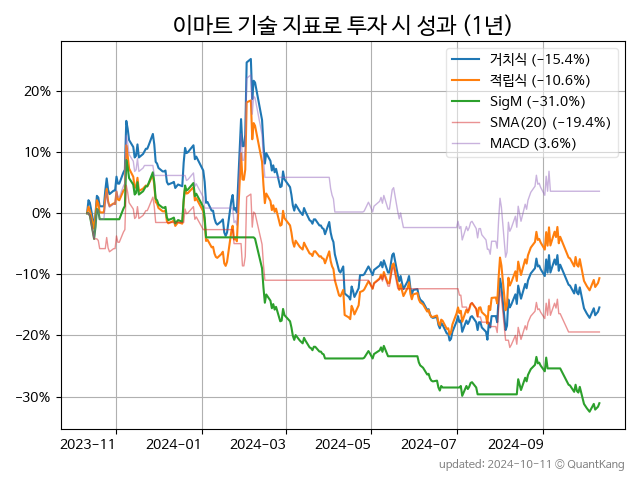 이마트 기술 지표로 투자 시 성과 (1년)
거치식 (−15.4%)
적립식 (−10.6%)
SigM (−31.0%)
SMA(20) (−19.4%)
MACD (3.6%)
20%
10%
0%
−10%
−20%
−30%
2023-11 2024-01 2024-03 2024-05 2024-07 2024-09
updated: 2024-10-11 © QuantKang